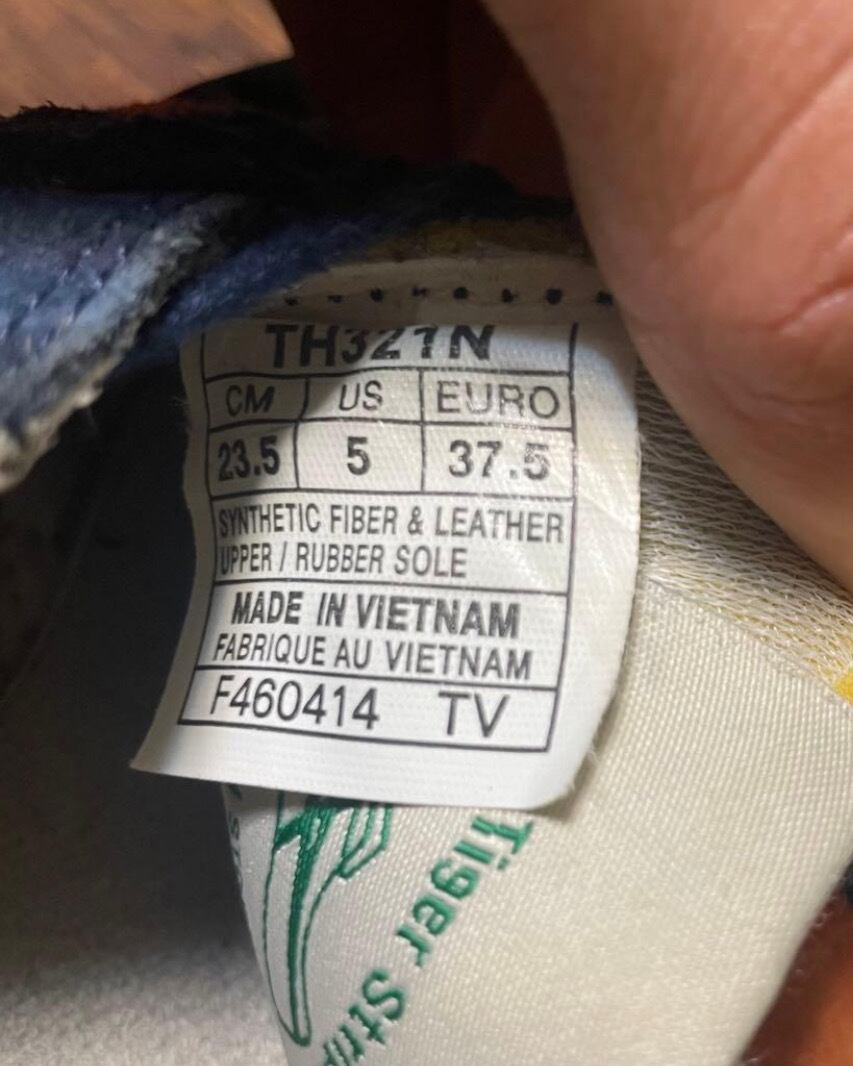 TH321N
CM US EURO
23.5 5 37.5
SYNTHETIC FIBER & LEATHER
UPPER / RUBBER SOLE
MADE IN VIETNAM
FABRIQUE AU VIETNAM
F460414 TV
Tiger